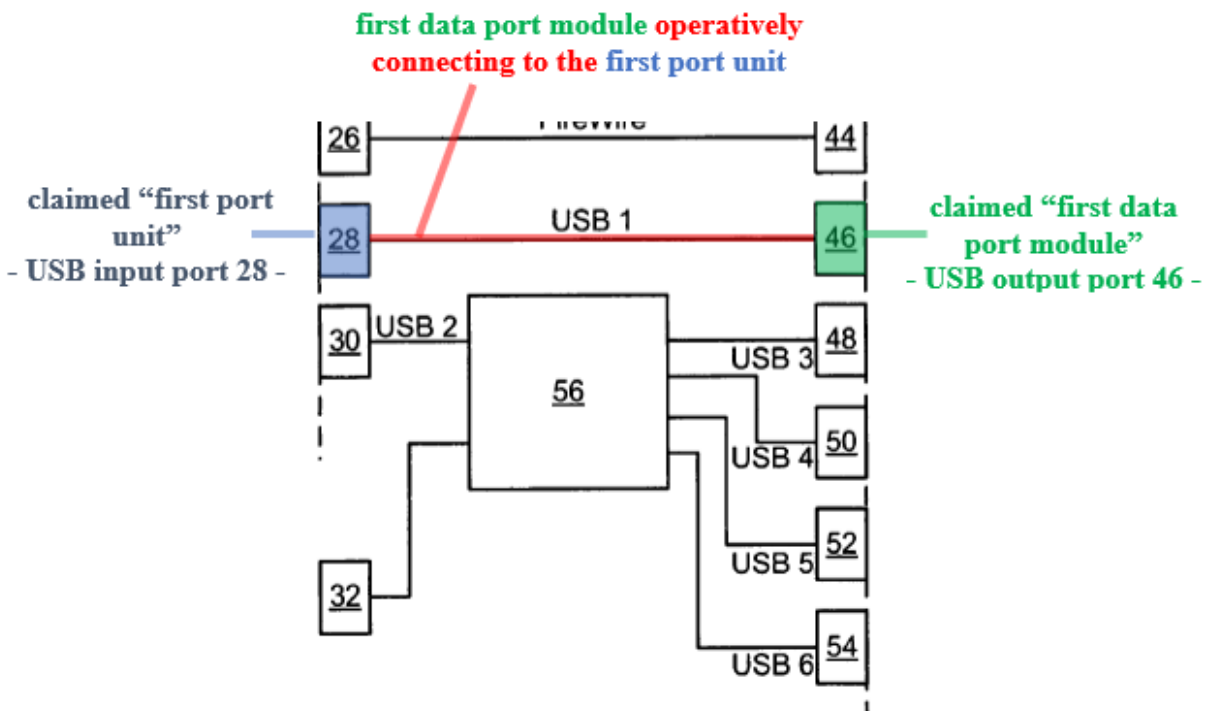 first data port module operatively
connecting to the first port unit
FireWire
26
44
claimed “first port
unit”
- USB input port 28 -
28
USB 1
46
claimed “first data
port module”
- USB output port 46 -
30
USB 2
56
USB 3
48
USB 4
50
USB 5
52
32
USB 6
54